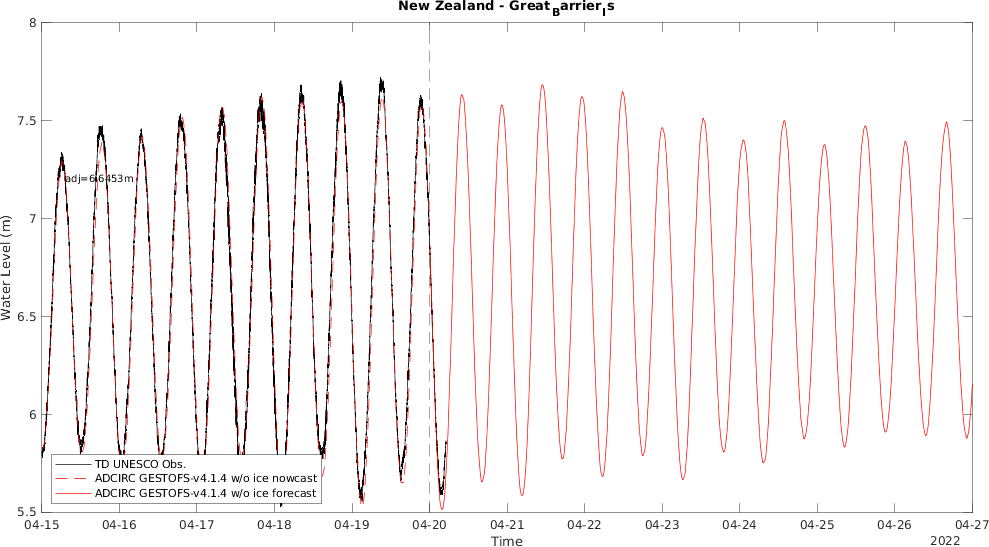 New Zealand - Great_Barrier_Is
8
7.5
7
6.5
6
5.5
Water Level (m)
adj=6.6453m
TD UNESCO Obs.
ADCIRC GESTOFS-v4.1.4 w/o ice nowcast
ADCIRC GESTOFS-v4.1.4 w/o ice forecast
04-15 04-16 04-17 04-18 04-19 04-20 04-21 04-22 04-23 04-24 04-25 04-26 04-27
Time
2022